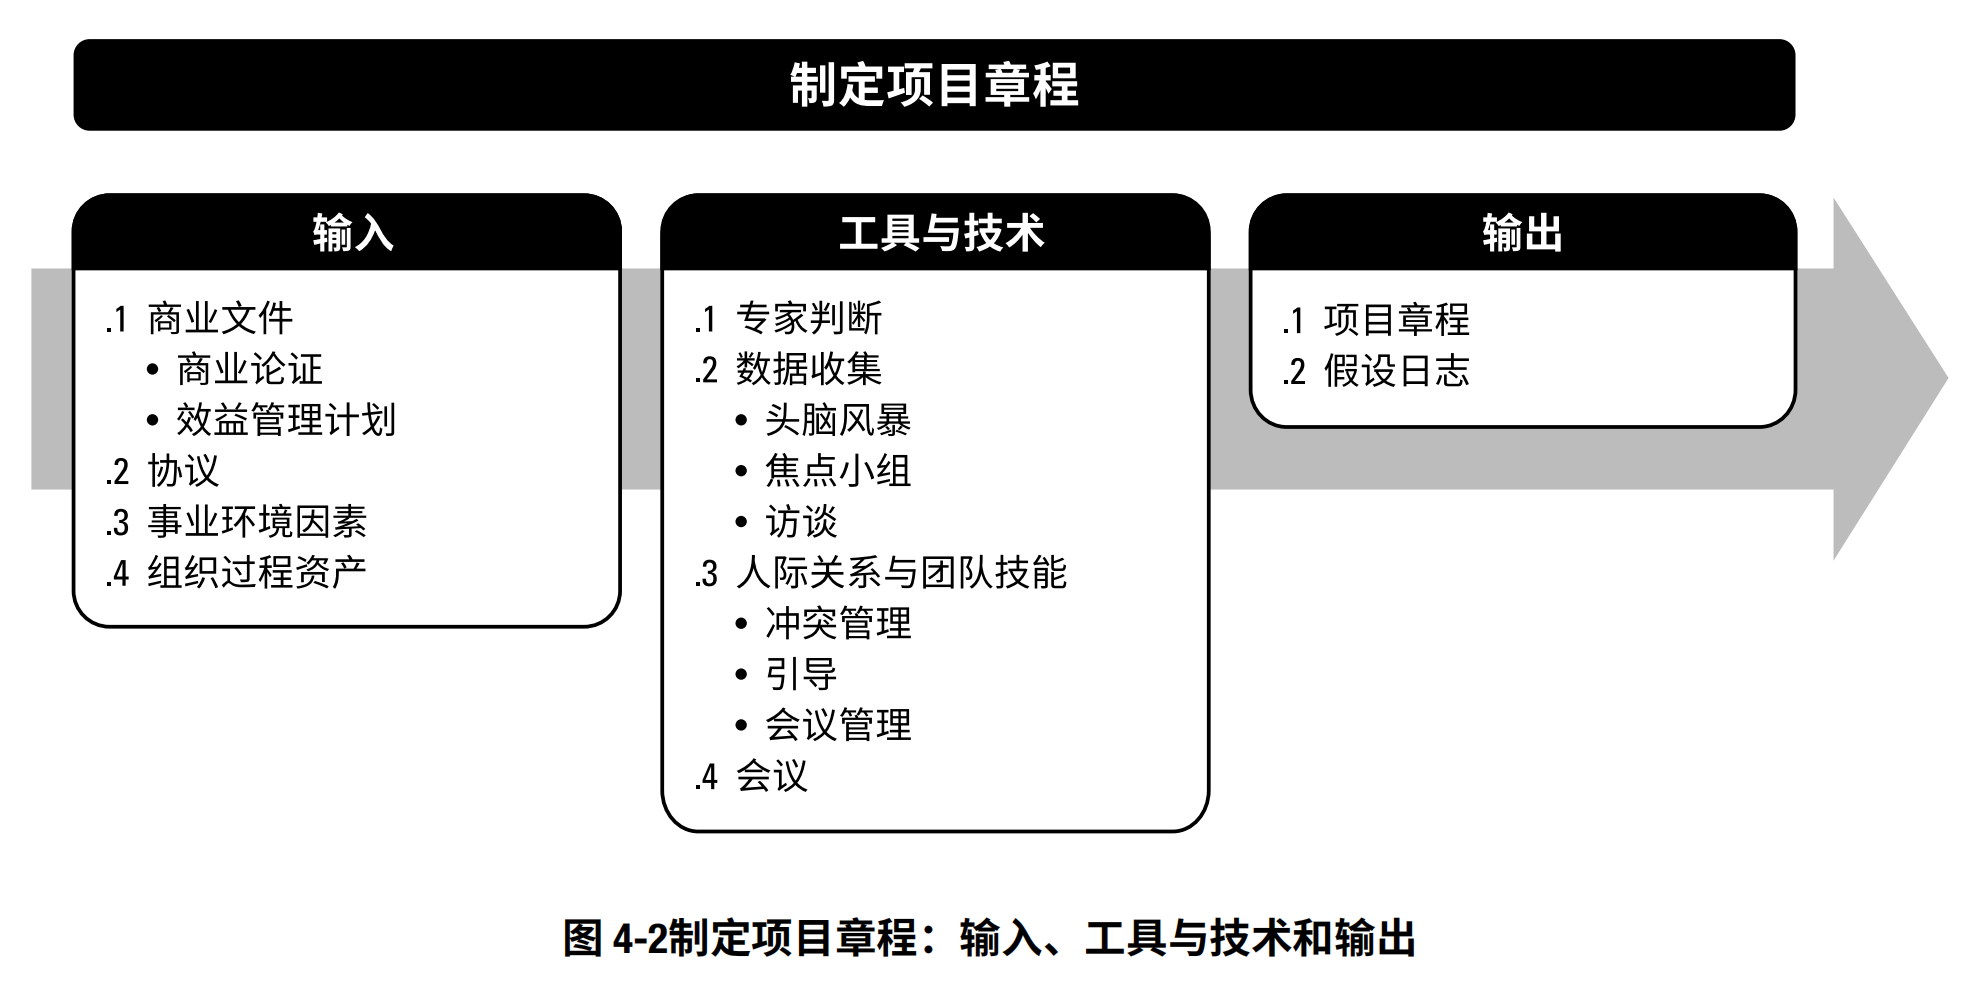 制定项目章程
输入
.1 商业文件
• 商业论证
• 效益管理计划
.2 协议
.3 事业环境因素
.4 组织过程资产
工具与技术
.1 专家判断
.2 数据收集
• 头脑风暴
• 焦点小组
• 访谈
.3 人际关系与团队技能
• 冲突管理
• 引导
• 会议管理
.4 会议
输出
.1 项目章程
.2 假设日志
图 4-2制定项目章程：输入、工具与技术和输出